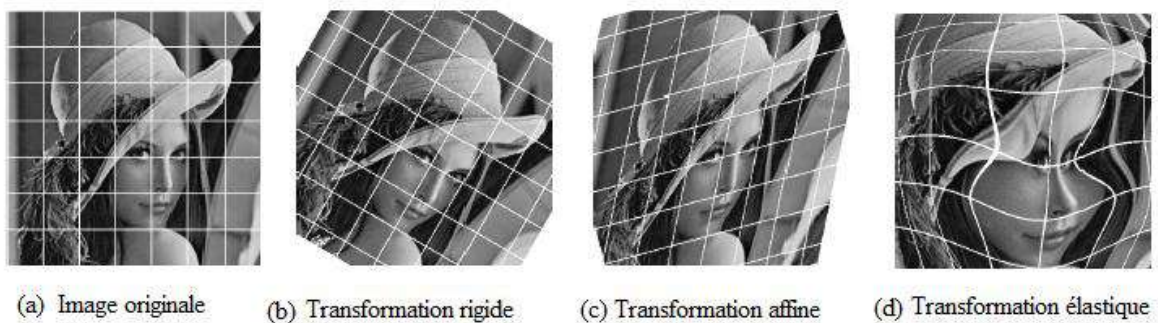 (a) Image originale
(b) Transformation rigide
(c) Transformation affine
(d) Transformation élastique